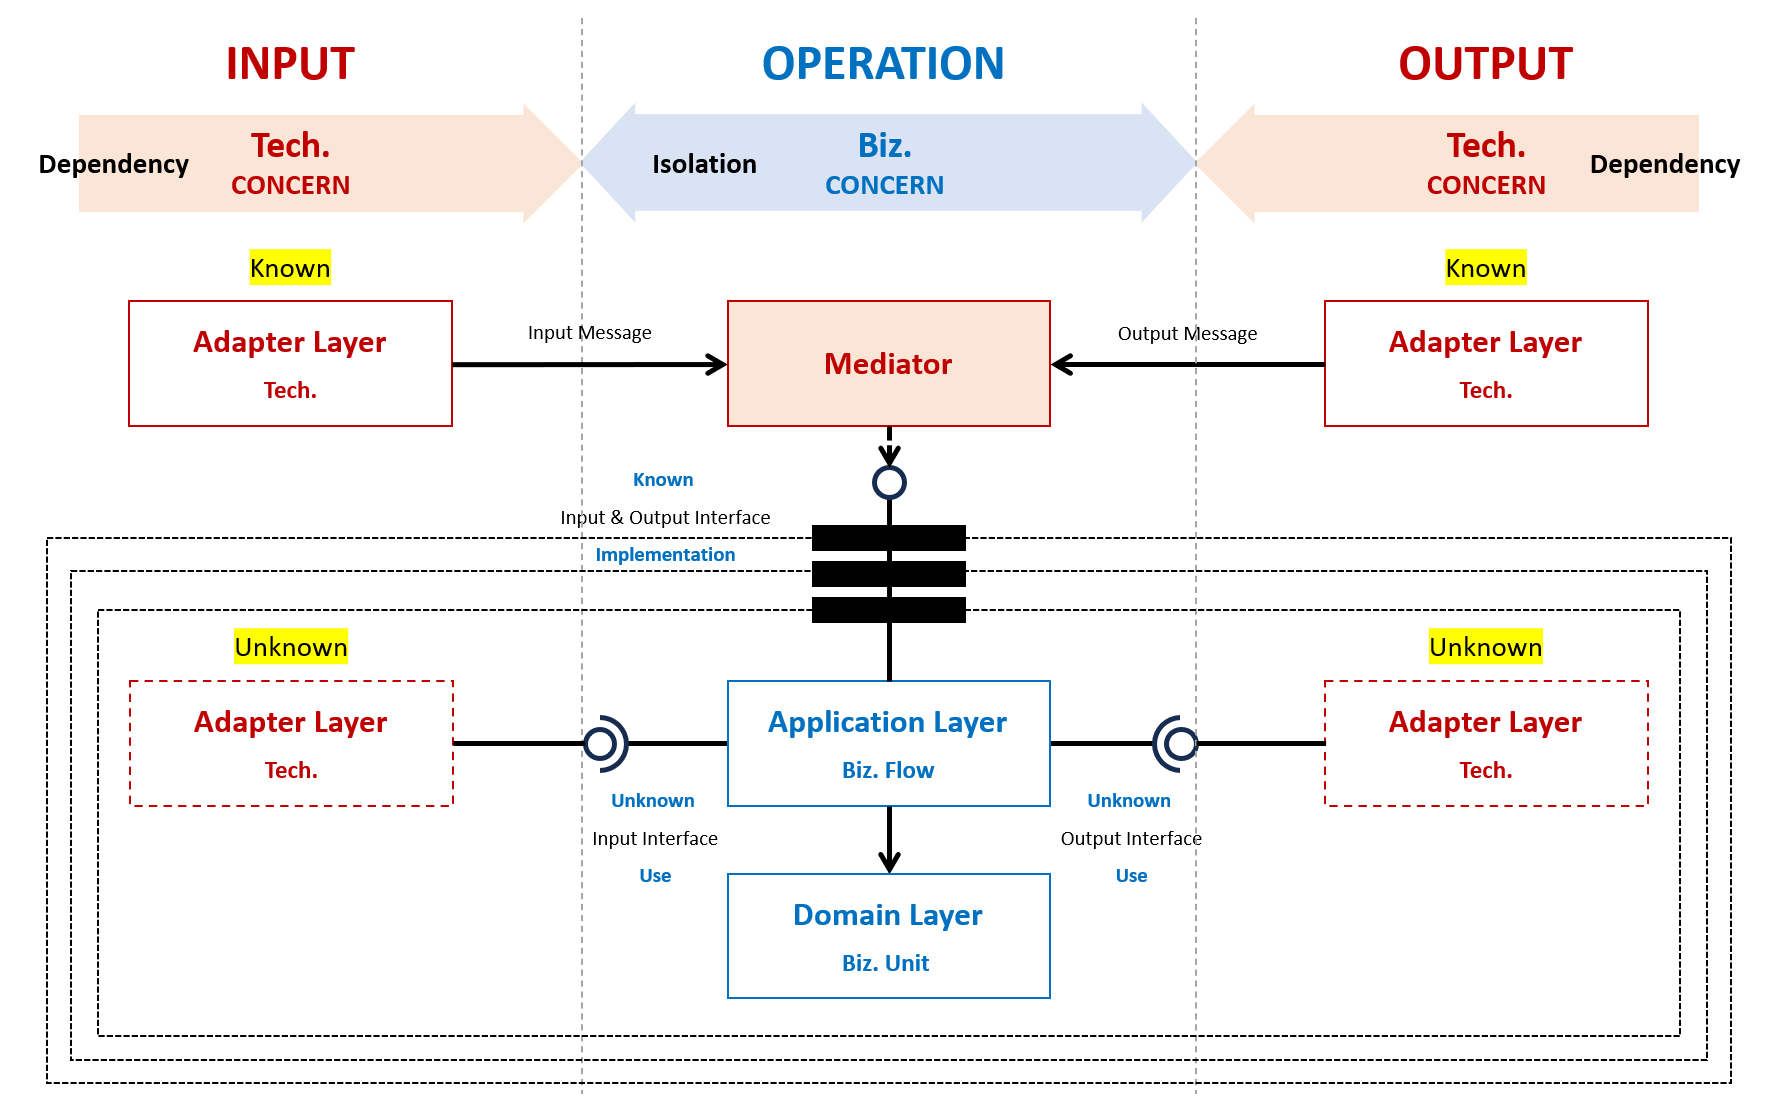 INPUT
OPERATION
OUTPUT
Dependency
Tech.
CONCERN
Isolation
Biz.
CONCERN
Tech.
CONCERN
Dependency
Known
Known
Adapter Layer
Tech.
Input Message
Mediator
Output Message
Adapter Layer
Tech.
Known
Input & Output Interface
Implementation
Unknown
Unknown
Adapter Layer
Tech.
Application Layer
Biz. Flow
Adapter Layer
Tech.
Unknown
Input Interface
Use
Unknown
Output Interface
Use
Domain Layer
Biz. Unit